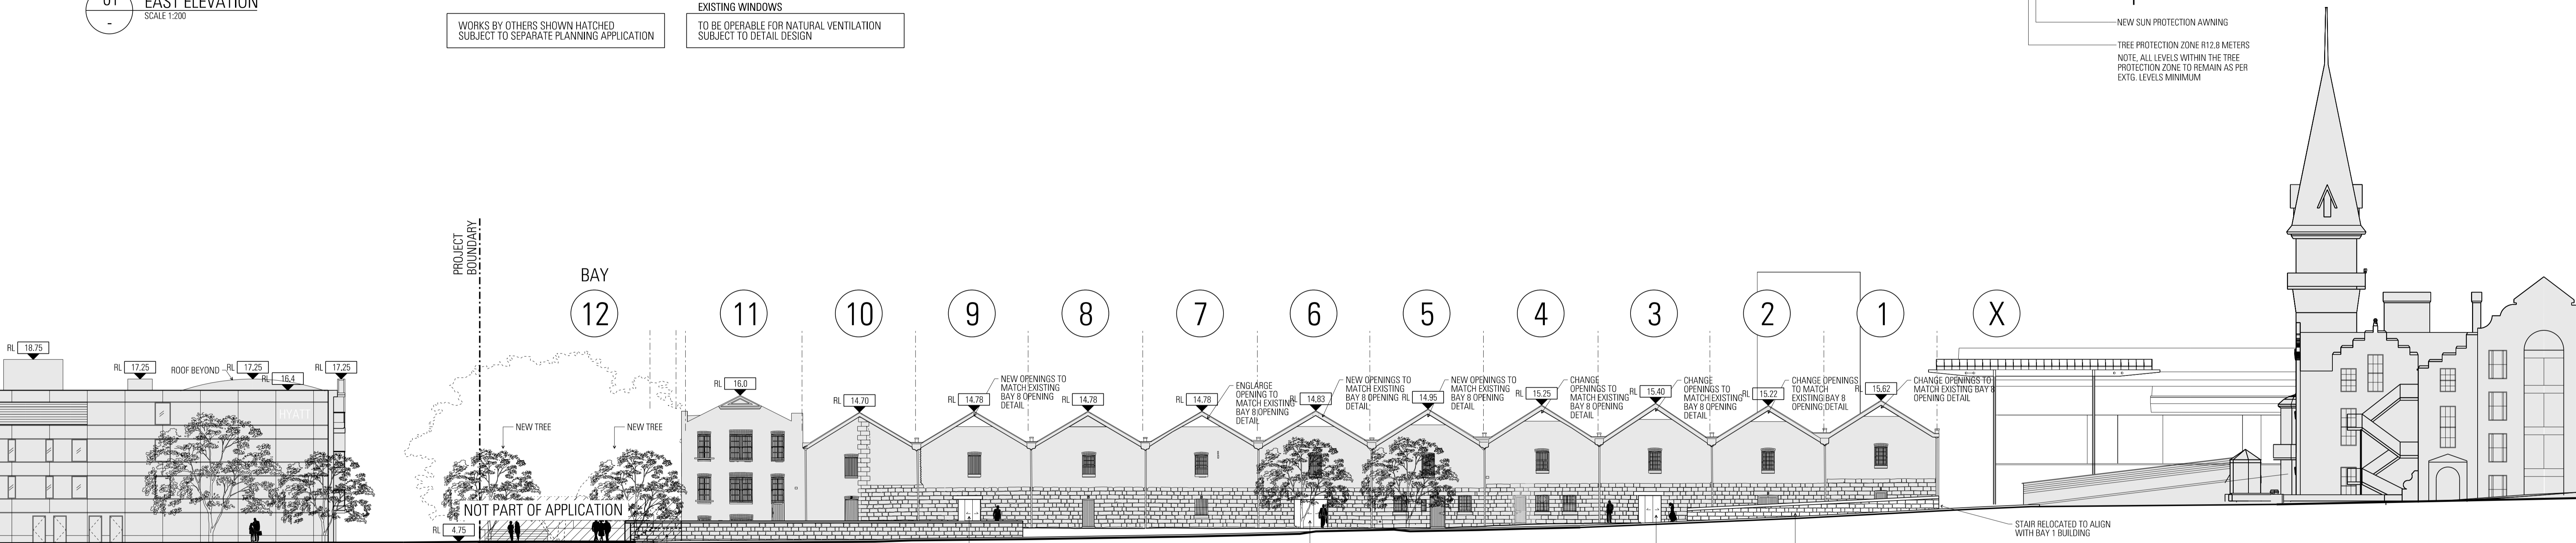 01
-
EAST ELEVATION
SCALE 1:200
WORKS BY OTHERS SHOWN HATCHED
SUBJECT TO SEPARATE PLANNING APPLICATION
EXISTING WINDOWS
TO BE OPERABLE FOR NATURAL VENTILATION
SUBJECT TO DETAIL DESIGN
NEW SUN PROTECTION AWNING
TREE PROTECTION ZONE R12.8 METERS
NOTE, ALL LEVELS WITHIN THE TREE
PROTECTION ZONE TO REMAIN AS PER
EXTG. LEVELS MINIMUM
PROJECT
BOUNDARY
BAY
12
11
10
9
8
7
6
5
4
3
2
1
X
RL 18.75
RL 17.25
ROOF BEYOND
RL 17.25
RL 16.4
RL 17.25
HYATT
NEW TREE
NEW TREE
NOT PART OF APPLICATION
RL 4.75
RL 16.0
RL 14.70
RL 14.78
NEW OPENINGS TO
MATCH EXISTING
BAY 8 OPENING
DETAIL
RL 14.78
RL 14.78
ENGLARGE
OPENING TO
MATCH EXISTING
BAY 8 OPENING
DETAIL
RL 14.83
NEW OPENINGS TO
MATCH EXISTING
BAY 8 OPENING
DETAIL
RL 14.95
NEW OPENINGS TO
MATCH EXISTING
BAY 8 OPENING
DETAIL
RL 15.25
CHANGE
OPENINGS TO
MATCH EXISTING
BAY 8 OPENING
DETAIL
RL 15.40
CHANGE
OPENINGS TO
MATCH EXISTING
BAY 8 OPENING
DETAIL
RL 15.22
CHANGE OPENINGS
TO MATCH
EXISTING BAY 8
OPENING DETAIL
RL 15.62
CHANGE OPENINGS TO
MATCH EXISTING BAY 8
OPENING DETAIL
STAIR RELOCATED TO ALIGN
WITH BAY 1 BUILDING